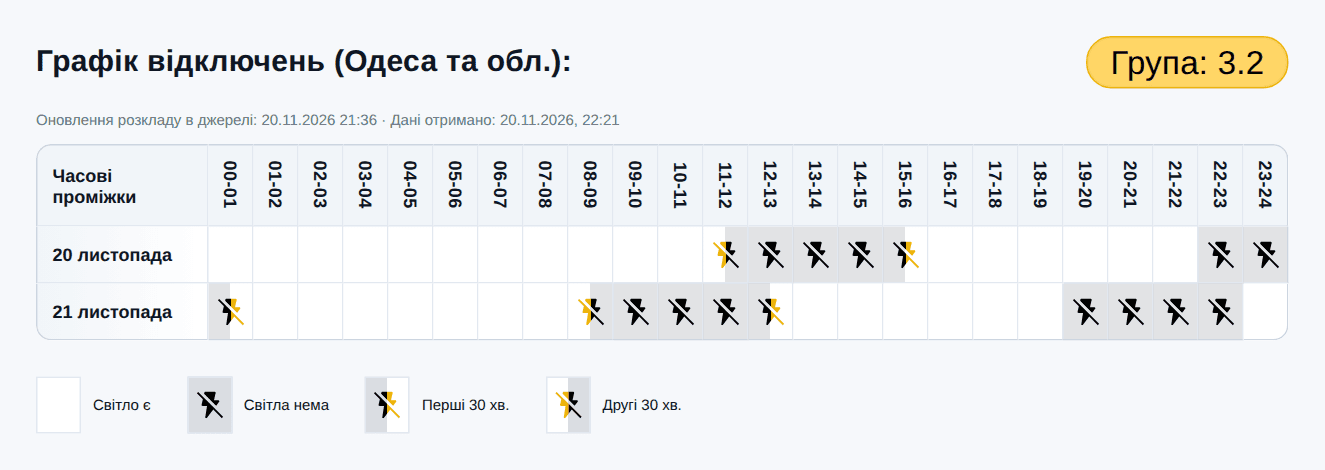 Графік відключень (Одеса та обл.):
Група: 3.2
Оновлення розкладу в джерелі: 20.11.2026 21:36 · Дані отримано: 20.11.2026, 22:21
Часові
проміжки
00-01
01-02
02-03
03-04
04-05
05-06
06-07
07-08
08-09
09-10
10-11
11-12
12-13
13-14
14-15
15-16
16-17
17-18
18-19
19-20
20-21
21-22
22-23
23-24
20 листопада
21 листопада
Світло є
Світла нема
Перші 30 хв.
Другі 30 хв.